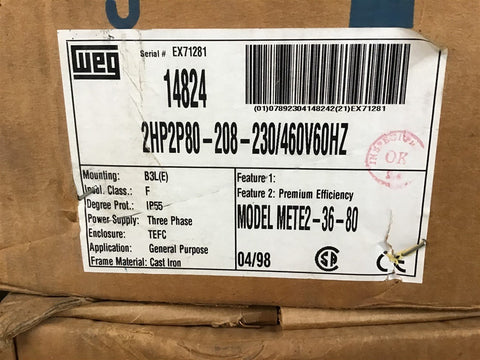 WEG
Serial # EX71281
14824
(01)07892304148242(21)EX71281
2HP2P80-208-230/460V60HZ
INSPECTION
OK
Mounting: B3L(E)
Insul. Class.: F
Degree Prot.: IP55
Power Supply: Three Phase
Enclosure: TEFC
Application: General Purpose
Frame Material: Cast Iron
Feature 1:
Feature 2: Premium Efficiency
MODEL METE2-36-80
04/98
SA
CE